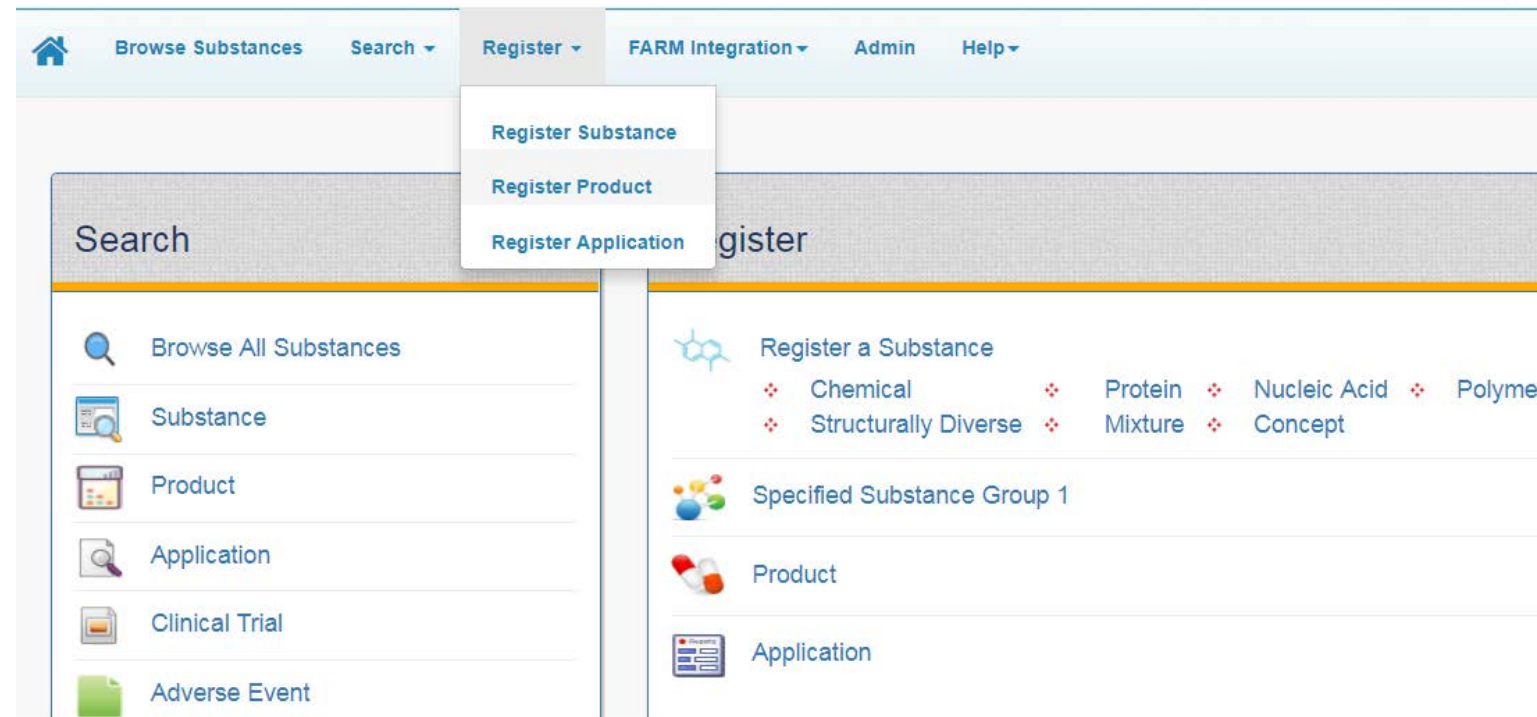 Browse Substances Search Register FARM Integration Admin Help
Register Substance
Register Product
Register Application
Search
gister
Browse All Substances
Substance
Product
Application
Clinical Trial
Adverse Event
Register a Substance
Chemical Protein Nucleic Acid Polyme
Structurally Diverse Mixture Concept
Specified Substance Group 1
Product
Application